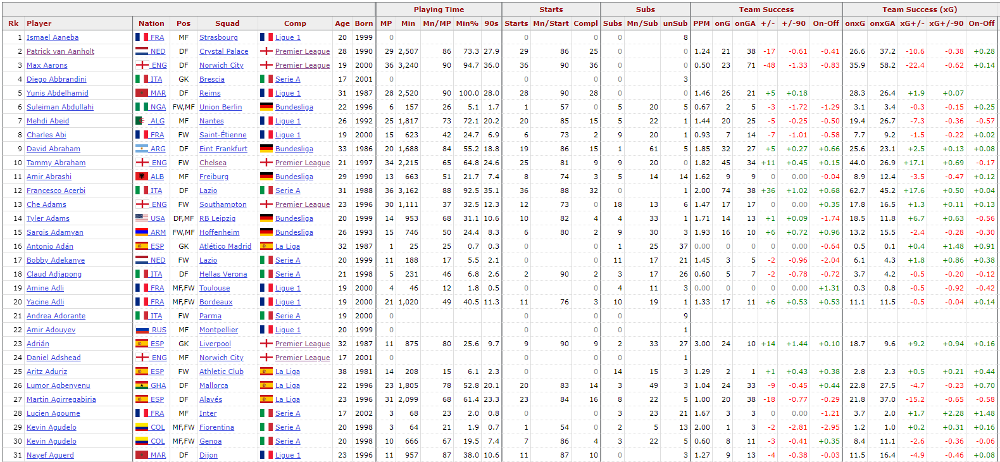 Playing Time Starts Subs Team Success Team Success (xG)
Rk Player Nation Pos Squad Comp Age Born MP Min Mn/MP Min% 90s Starts Mn/Start Compl Subs Mn/Sub unSub PPM onG onGA +/- +/-90 On-Off onxG onxGA xG+/- xG+/-90 On-Off
1 Ismael Aaneba FRA MF Strasbourg Ligue 1 20 1999 0 0 0 8
2 Patrick van Aanholt NED DF Crystal Palace Premier League 28 1990 29 2,507 86 73.3 27.9 29 86 25 0 0 1.24 21 38 -17 -0.61 -0.41 26.6 37.2 -10.6 -0.38 +0.28
3 Max Aarons ENG DF Norwich City Premier League 19 2000 36 3,240 90 94.7 36.0 36 90 36 0 0 0.50 23 71 -48 -1.33 -0.83 35.9 58.2 -22.4 -0.62 +0.14
4 Diego Abbrandini ITA GK Brescia Serie A 17 2001 0 0 0 3
5 Yunis Abdelhamid MAR DF Reims Ligue 1 31 1987 28 2,520 90 100.0 28.0 28 90 28 0 0 1.46 26 21 +5 +0.18 28.3 26.4 +1.9 +0.07
6 Suleiman Abdullahi NGA FW,MF Union Berlin Bundesliga 22 1996 6 157 26 5.1 1.7 1 57 0 5 20 5 0.67 2 5 -3 -1.72 -1.29 3.1 3.4 -0.3 -0.15 +0.25
7 Mehdi Abeid ALG MF Nantes Ligue 1 26 1992 25 1,817 73 72.1 20.2 20 85 15 5 22 1 1.44 20 25 -5 -0.25 -0.50 19.4 26.7 -7.3 -0.36 -0.57
8 Charles Abi FRA FW Saint-Étienne Ligue 1 19 2000 15 623 42 24.7 6.9 6 73 2 9 20 1 0.93 7 14 -7 -1.01 -0.58 7.7 9.2 -1.5 -0.22 +0.02
9 David Abraham ARG DF Eint Frankfurt Bundesliga 33 1986 20 1,688 84 55.2 18.8 19 86 15 1 61 5 1.85 32 27 +5 +0.27 +0.66 25.6 23.1 +2.5 +0.13 +0.08
10 Tammy Abraham ENG FW Chelsea Premier League 21 1997 34 2,215 65 64.8 24.6 25 81 9 9 20 0 1.82 45 34 +11 +0.45 +0.15 44.0 26.9 +17.1 +0.69 -0.17
11 Amir Abrashi ALB MF Freiburg Bundesliga 29 1990 13 663 51 21.7 7.4 8 74 3 5 14 14 1.62 9 9 0 0.00 -0.04 8.9 12.4 -3.5 -0.47 +0.12
12 Francesco Acerbi ITA DF Lazio Serie A 31 1988 36 3,162 88 92.5 35.1 36 88 32 0 1 2.00 74 38 +36 +1.02 +0.68 62.7 45.2 +17.6 +0.50 +0.04
13 Che Adams ENG FW Southampton Premier League 23 1996 30 1,111 37 32.5 12.3 12 73 0 18 13 6 1.47 17 17 0 0.00 +0.35 17.8 16.5 +1.3 +0.11 +0.13
14 Tyler Adams USA DF,MF RB Leipzig Bundesliga 20 1999 14 953 68 31.1 10.6 10 82 4 4 33 1 1.71 14 13 +1 +0.09 -1.74 18.5 11.8 +6.7 +0.63 -0.56
15 Sargis Adamyan ARM FW,MF Hoffenheim Bundesliga 26 1993 15 746 50 24.4 8.3 6 80 2 9 30 3 1.93 16 10 +6 +0.72 +0.96 13.2 15.5 -2.4 -0.28 -0.30
16 Antonio Adán ESP GK Atlético Madrid La Liga 32 1987 1 25 25 0.7 0.3 0 0 1 25 37 0.00 0 0 0 0.00 -0.64 0.5 0.1 +0.4 +1.48 +0.91
17 Bobby Adekanye NED FW Lazio Serie A 20 1999 11 188 17 5.5 2.1 0 0 11 17 21 1.45 3 5 -2 -0.96 -2.04 6.1 4.3 +1.8 +0.86 +0.38
18 Claud Adjapong ITA DF Hellas Verona Serie A 21 1998 5 231 46 6.8 2.6 2 90 2 3 17 26 0.60 5 7 -2 -0.78 -0.72 3.7 4.2 -0.5 -0.20 -0.12
19 Amine Adli FRA MF,FW Toulouse Ligue 1 19 2000 4 46 12 1.8 0.5 0 0 4 11 3 0.00 0 0 0 0.00 +1.31 0.3 0.8 -0.5 -0.92 -0.42
20 Yacine Adli FRA MF,FW Bordeaux Ligue 1 19 2000 21 1,020 49 40.5 11.3 11 76 3 10 19 1 1.33 17 11 +6 +0.53 +0.53 11.1 11.5 -0.5 -0.04 +0.14
21 Andrea Adorante ITA FW Parma Serie A 19 2000 0 0 0 9
22 Amir Adouyev RUS MF Montpellier Ligue 1 20 1999 0 0 0 1
23 Adrián ESP GK Liverpool Premier League 32 1987 11 875 80 25.6 9.7 9 90 9 2 33 27 3.00 24 10 +14 +1.44 +0.10 18.7 9.6 +9.2 +0.94 +0.16
24 Daniel Adshead ENG MF Norwich City Premier League 17 2001 0 0 0 1
25 Aritz Aduriz ESP FW Athletic Club La Liga 38 1981 14 208 15 6.1 2.3 0 0 14 15 3 1.29 2 1 +1 +0.43 +0.38 2.8 2.3 +0.5 +0.21 +0.44
26 Lumor Agbenyenu GHA DF Mallorca La Liga 22 1996 23 1,805 78 52.8 20.1 20 83 14 3 49 3 1.04 24 33 -9 -0.45 +0.44 22.8 27.5 -4.7 -0.23 +0.70
27 Martin Agirregabiria ESP DF Alavés La Liga 23 1996 31 2,099 68 61.4 23.3 23 84 16 8 22 5 1.00 20 38 -18 -0.77 -0.29 21.8 37.0 -15.2 -0.65 -0.58
28 Lucien Agoume FRA MF Inter Serie A 17 2002 3 68 23 2.0 0.8 0 0 3 23 21 1.67 3 3 0 0.00 -1.21 3.7 2.0 +1.7 +2.28 +1.48
29 Kevin Agudelo COL MF,FW Fiorentina Serie A 20 1998 3 64 21 1.9 0.7 1 54 0 2 5 13 2.00 1 3 -2 -2.81 -2.95 1.2 1.0 +0.2 +0.31 +0.16
30 Kevin Agudelo COL MF,FW Genoa Serie A 20 1998 10 666 67 19.5 7.4 7 86 4 3 22 5 0.60 8 11 -3 -0.41 +0.35 8.4 11.1 -2.6 -0.36 -0.06
31 Nayef Aguerd MAR DF Dijon Ligue 1 23 1996 11 957 87 38.0 10.6 11 87 10 0 3 1.27 9 13 -4 -0.38 -0.03 11.5 16.4 -4.9 -0.46 +0.08